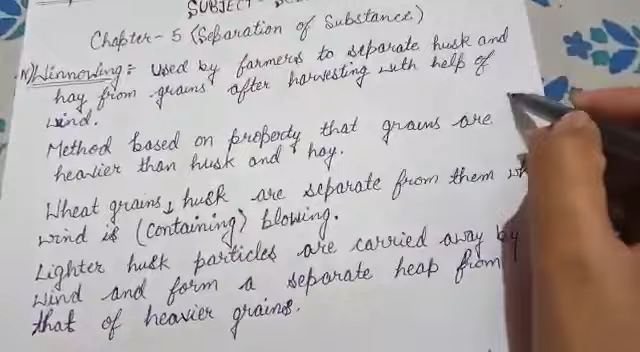 SUBJECT
Chapter-5 (Separation of Substance)
Winnowing:- Used by farmers to separate husk and
hay from grains after harvesting with help of
wind.
Method based on property that grains are
heavier than husk and hay.
Wheat grains, husk are separate from them
wind is (containing) blowing.
Lighter husk particles are carried away by
wind and form a separate heap from
that of heavier grains.